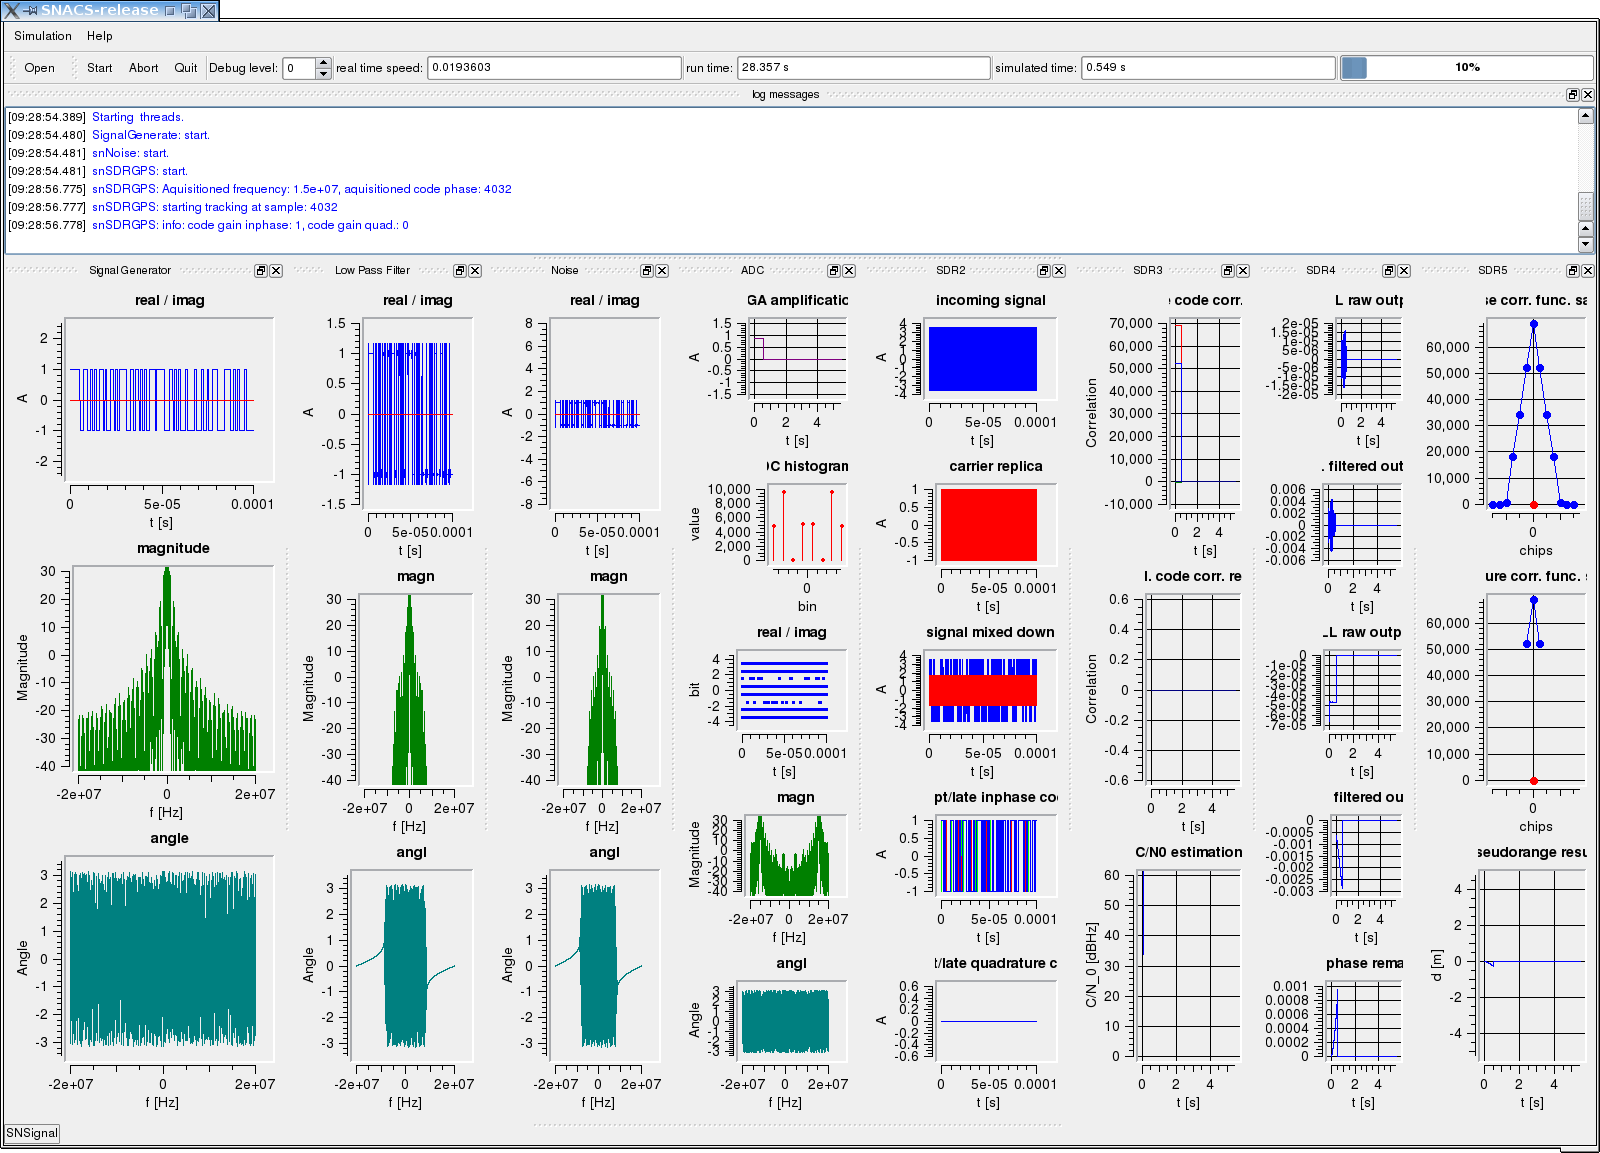 SNACS-release
Simulation Help
Open Start Abort Quit Debug level: 0 real time speed: 0.0193603 run time: 28.357 s simulated time: 0.549 s 10%
log messages
[09:28:54.389] Starting threads.
[09:28:54.480] SignalGenerate: start.
[09:28:54.481] snNoise: start.
[09:28:54.481] snSDRGPS: start.
[09:28:56.775] snSDRGPS: Aquisitioned frequency: 1.5e+07, aquisitioned code phase: 4032
[09:28:56.777] snSDRGPS: starting tracking at sample: 4032
[09:28:56.778] snSDRGPS: info: code gain inphase: 1, code gain quad.: 0
Signal Generator
real / imag
A
2
1
0
-1
-2
0 5e-05 0.0001
t [s]
magnitude
Magnitude
30
20
10
0
-10
-20
-30
-40
-2e+07 0 2e+07
f [Hz]
angle
Angle
3
2
1
0
-1
-2
-3
-2e+07 0 2e+07
f [Hz]
Low Pass Filter
real / imag
A
1.5
1
0.5
0
-0.5
-1
-1.5
0 5e-05 0.0001
t [s]
magn
Magnitude
30
20
10
0
-10
-20
-30
-40
-2e+07 0 2e+07
f [Hz]
angl
Angle
3
2
1
0
-1
-2
-3
-2e+07 0 2e+07
f [Hz]
Noise
real / imag
A
8
6
4
2
0
-2
-4
-6
-8
0 5e-05 0.0001
t [s]
magn
Magnitude
30
20
10
0
-10
-20
-30
-40
-2e+07 0 2e+07
f [Hz]
angl
Angle
3
2
1
0
-1
-2
-3
-2e+07 0 2e+07
f [Hz]
ADC
GA amplificatic
A
1.5
1
0.5
0
-0.5
-1
-1.5
0 2 4
t [s]
DC histogram
value
10,000
8,000
6,000
4,000
2,000
0
0
bin
real / imag
bit
4
2
0
-2
-4
0 5e-05 0.0001
t [s]
magn
Magnitude
30
20
10
0
-10
-20
-30
-40
-2e+07 0 2e+07
f [Hz]
angl
Angle
3
2
1
0
-1
-2
-3
-2e+07 0 2e+07
f [Hz]
SDR2
incoming signal
A
4
3
2
1
0
-1
-2
-3
-4
0 5e-05 0.0001
t [s]
carrier replica
A
1
0.5
0
-0.5
-1
0 5e-05 0.0001
t [s]
signal mixed down
A
4
3
2
1
0
-1
-2
-3
-4
0 5e-05 0.0001
t [s]
pt/late inphase co
A
1
0.5
0
-0.5
-1
0 5e-05 0.0001
t [s]
t/late quadrature c
A
0.6
0.4
0.2
0
-0.2
-0.4
-0.6
0 5e-05 0.0001
t [s]
SDR3
e code corr.
Correlation
70,000
60,000
50,000
40,000
30,000
20,000
10,000
0
-10,000
0 2 4
t [s]
l. code corr. re
Correlation
0.6
0.4
0.2
0
-0.2
-0.4
-0.6
0 2 4
t [s]
C/N0 estimation
C/N_0 [dBHz]
60
50
40
30
20
10
0
0 2 4
t [s]
SDR4
L raw outp
2e-05
1.5e-05
1e-05
5e-06
0
-5e-06
-1e-05
-1.5e-05
-2e-05
0 2 4
t [s]
. filtered out
0.006
0.004
0.002
0
-0.002
-0.004
-0.006
0 2 4
t [s]
LL raw outp
0
-1e-05
-2e-05
-3e-05
-4e-05
-5e-05
-6e-05
-7e-05
0 2 4
t [s]
filtered ou
0
-0.0005
-0.001
-0.0015
-0.002
-0.0025
-0.003
0 2 4
t [s]
phase rema
0.001
0.0008
0.0006
0.0004
0.0002
0
0 2 4
t [s]
SDR5
se corr. func. sa
60,000
50,000
40,000
30,000
20,000
10,000
0
0
chips
ure corr. func. s
60,000
50,000
40,000
30,000
20,000
10,000
0
0
chips
seudorange resu
d [m]
4
2
0
-2
-4
0 2 4
t [s]
SNSignal